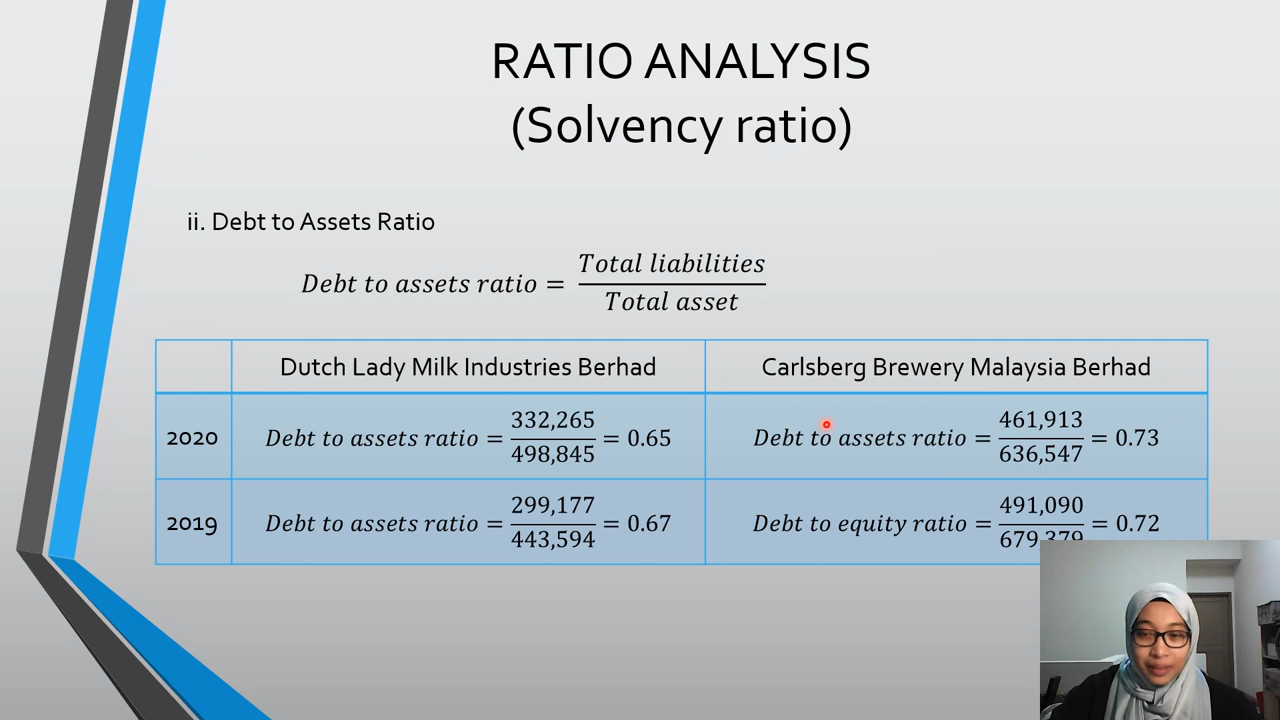 RATIO ANALYSIS
(Solvency ratio)
ii. Debt to Assets Ratio
Debt to assets ratio = Total liabilities / Total asset
Dutch Lady Milk Industries Berhad Carlsberg Brewery Malaysia Berhad
2020 Debt to assets ratio = 332,265 / 498,845 = 0.65 Debt to assets ratio = 461,913 / 636,547 = 0.73
2019 Debt to assets ratio = 299,177 / 443,594 = 0.67 Debt to equity ratio = 491,090 / 679,379 = 0.72